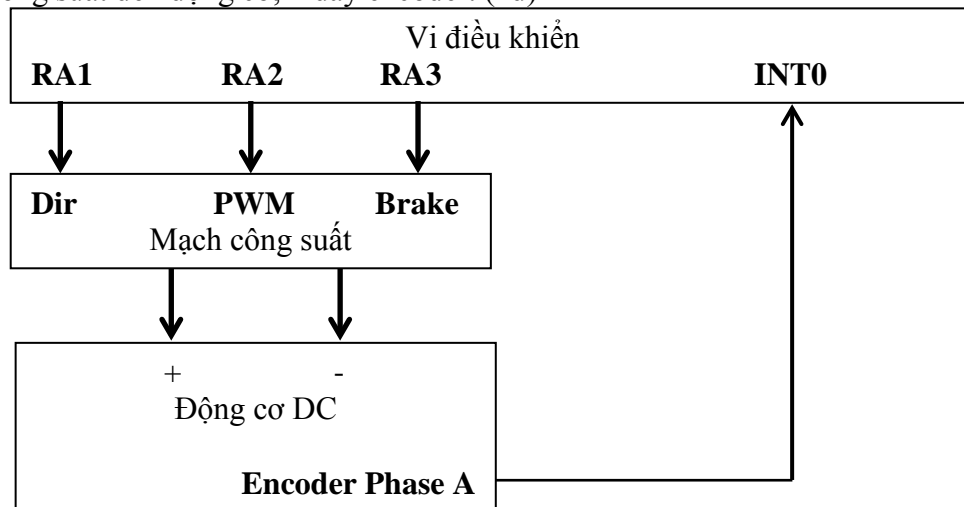 Vi điều khiển
RA1 RA2 RA3 INT0
Dir PWM Brake
Mạch công suất
+ -
Động cơ DC
Encoder Phase A